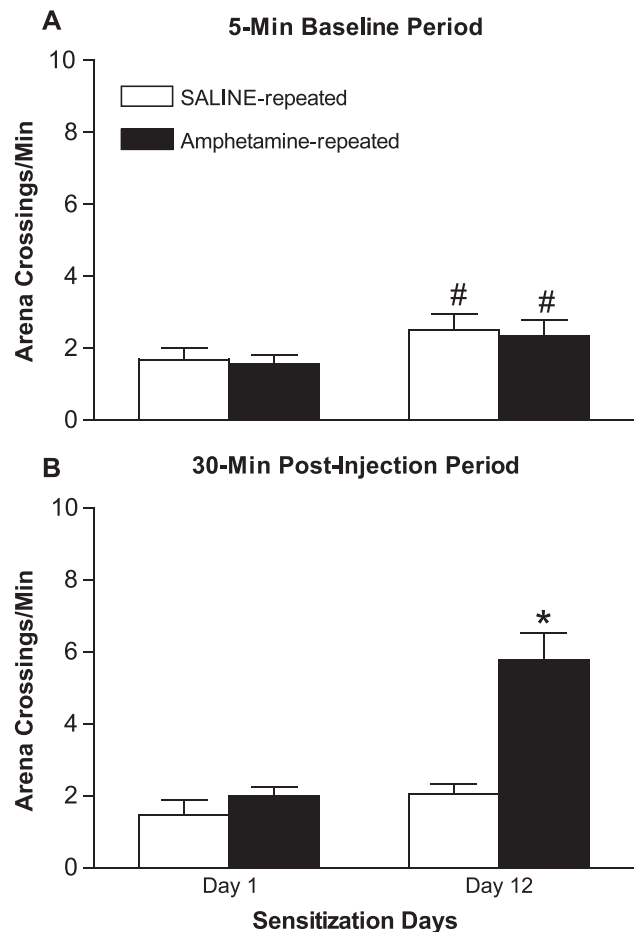 A
5-Min Baseline Period
10
8
6
4
2
0
Arena Crossings/Min
SALINE-repeated
Amphetamine-repeated
#
#
B
30-Min Post-Injection Period
10
8
6
4
2
0
Arena Crossings/Min
*
Day 1
Day 12
Sensitization Days